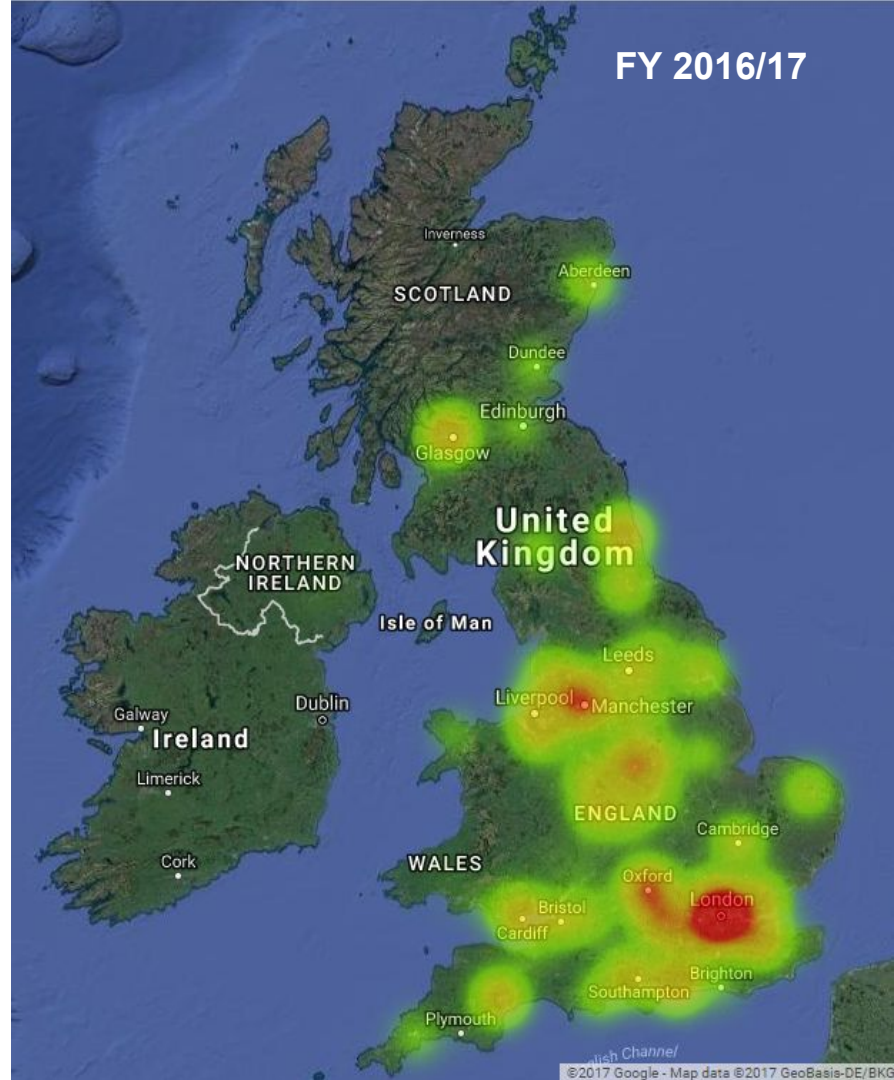 FY 2016/17
Inverness
Aberdeen
SCOTLAND
Dundee
Edinburgh
Glasgow
United
Kingdom
NORTHERN
IRELAND
Isle of Man
Leeds
Liverpool
Manchester
Dublin
Galway
Ireland
Limerick
ENGLAND
Cambridge
Cork
WALES
Oxford
London
Bristol
Cardiff
Brighton
Southampton
Plymouth
glish Channel
©2017 Google - Map data ©2017 GeoBasis-DE/BKG